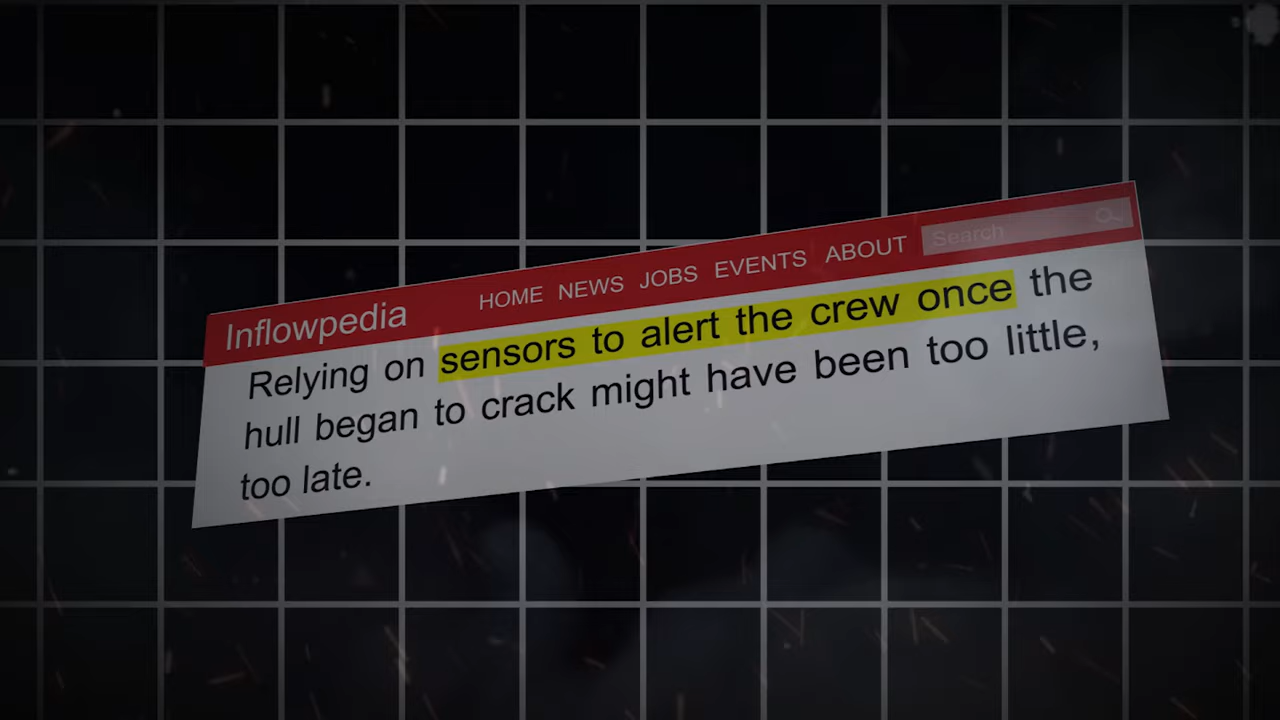 Inflowpedia HOME NEWS JOBS EVENTS ABOUT Search
Relying on sensors to alert the crew once the
hull began to crack might have been too little,
too late.